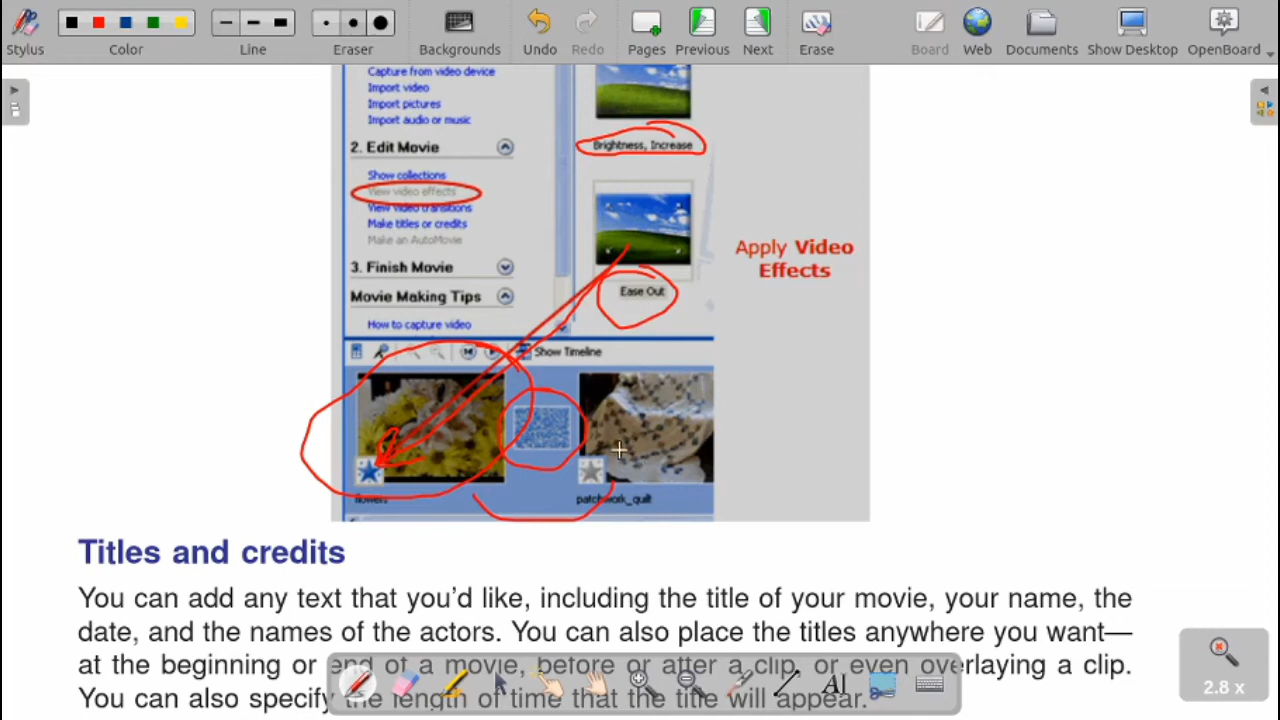 Stylus
Color
Line
Eraser
Backgrounds
Undo
Redo
Pages
Previous
Next
Erase
Board
Web
Documents
Show Desktop
OpenBoard
Capture from video device
Import video
Import pictures
Import audio or music
2. Edit Movie
Show collections
View video effects
View video transitions
Make titles or credits
Make an AutoMovie
3. Finish Movie
Movie Making Tips
How to capture video
Brightness, Increase
Ease Out
Apply Video
Effects
Show Timeline
flowers
patchwork_quilt
Titles and credits
You can add any text that you’d like, including the title of your movie, your name, the
date, and the names of the actors. You can also place the titles anywhere you want—
at the beginning or end of a movie, before or after a clip, or even overlaying a clip.
You can also specify the length of time that the title will appear.
2.8 x